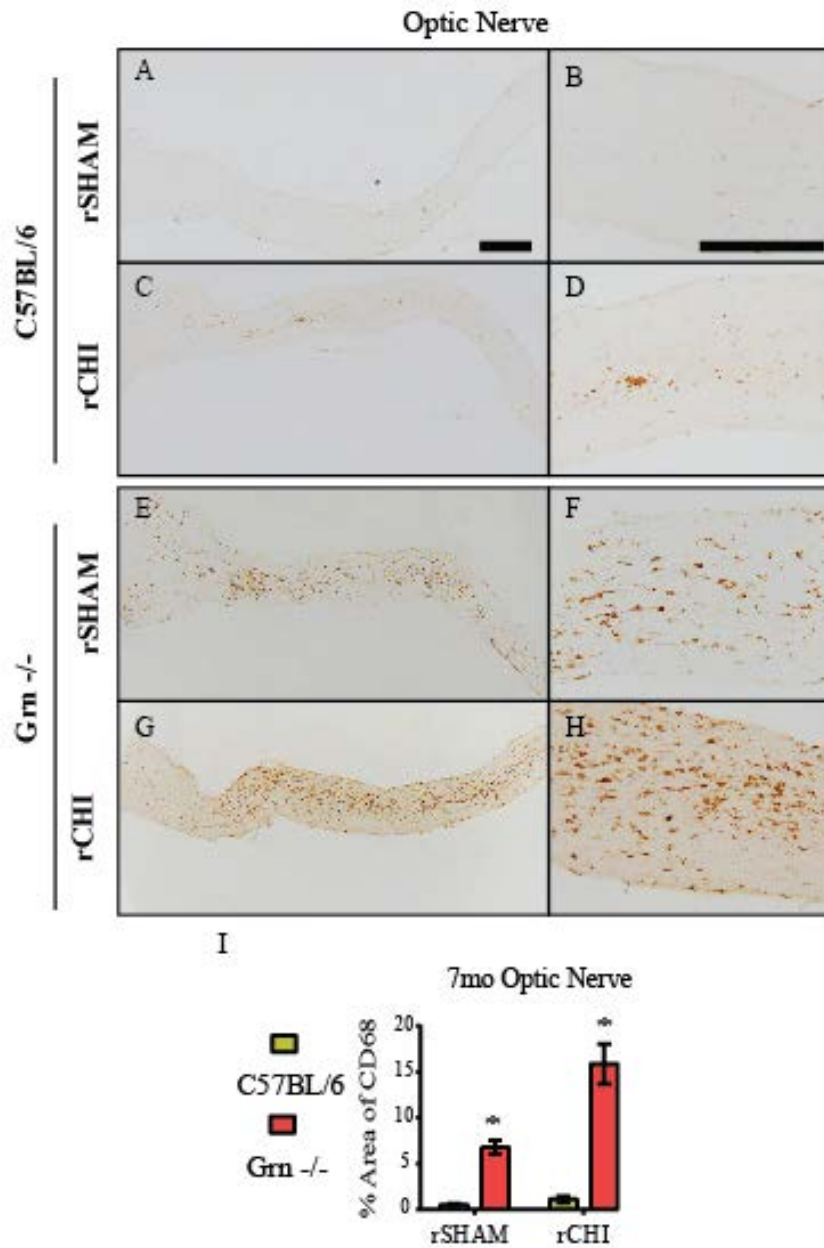 Optic Nerve
C57BL/6
rSHAM
A
B
rCHI
C
D
Grn -/-
rSHAM
E
F
rCHI
G
H
I
7mo Optic Nerve
C57BL/6
Grn -/-
% Area of CD68
20
15
10
5
0
*
*
rSHAM
rCHI